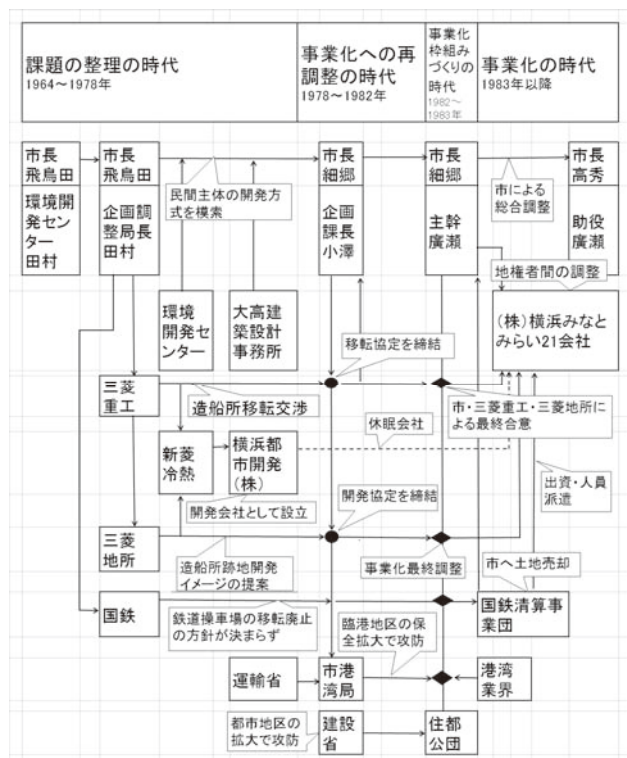 課題の整理の時代
1964～1978年
事業化への再
調整の時代
1978～1982年
事業化
枠組み
づくりの
時代
1982～
1983年
事業化の時代
1983年以降
市長
飛鳥田
市長
飛鳥田
市長
細郷
市長
細郷
市長
高秀
民間主体の開発方
式を模索
市による
総合調整
環境開
発セン
ター
田村
企画調
整局長
田村
企画
課長
小澤
主幹
廣瀬
助役
廣瀬
地権者間の調整
環境
開発セ
ンター
大高建
築設計
事務所
（株）横浜みなと
みらい21会社
移転協定を締結
三菱
重工
造船所移転交渉
市・三菱重工・三菱地所に
よる最終合意
休眠会社
新菱
冷熱
横浜都
市開発
（株）
出資・人員
派遣
開発会社として設立
開発協定を締結
三菱
地所
造船所跡地開発
イメージの提案
事業化最終調整
市へ土地売却
国鉄
鉄道操車場の移転廃止
の方針が決まらず
臨港地区の保
全拡大で攻防
国鉄清算事
業団
運輸省
市港
湾局
港湾
業界
都市地区の
拡大で攻防
建設
省
住都
公団